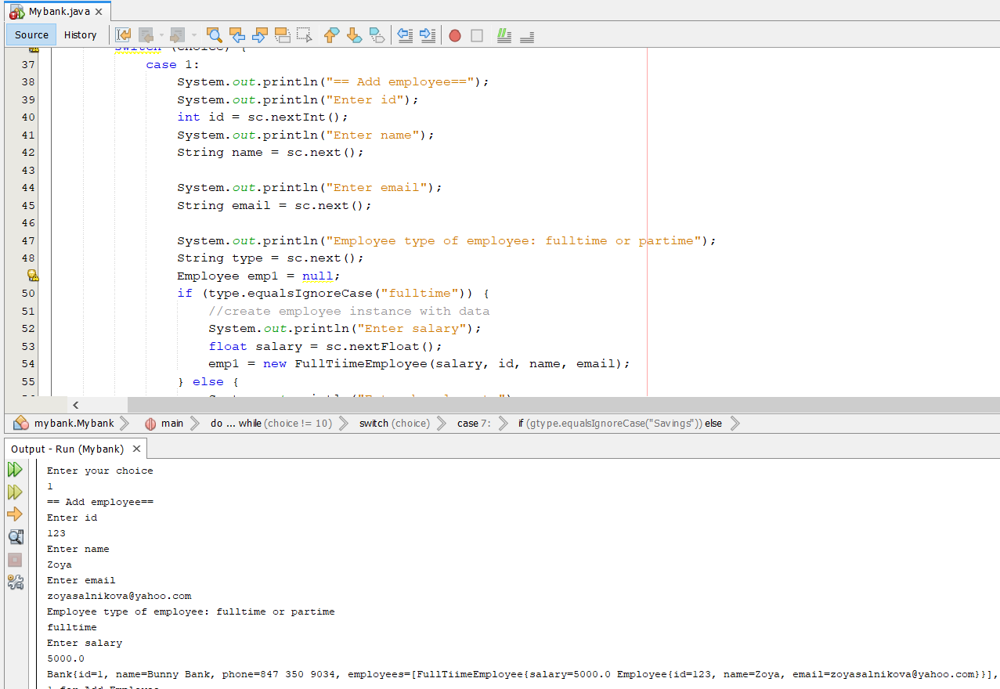 Mybank.java
Source History
switch (choice) {
37 case 1:
38 System.out.println("== Add employee==");
39 System.out.println("Enter id");
40 int id = sc.nextInt();
41 System.out.println("Enter name");
42 String name = sc.next();
43
44 System.out.println("Enter email");
45 String email = sc.next();
46
47 System.out.println("Employee type of employee: fulltime or partime");
48 String type = sc.next();
Employee emp1 = null;
50 if (type.equalsIgnoreCase("fulltime")) {
51 //create employee instance with data
52 System.out.println("Enter salary");
53 float salary = sc.nextFloat();
54 emp1 = new FullTiimeEmployee(salary, id, name, email);
55 } else {
mybank.Mybank main do ... while (choice != 10) switch (choice) case 7: if (gtype.equalsIgnoreCase("Savings")) else
Output - Run (Mybank)
Enter your choice
1
== Add employee==
Enter id
123
Enter name
Zoya
Enter email
zoyasalnikova@yahoo.com
Employee type of employee: fulltime or partime
fulltime
Enter salary
5000.0
Bank{id=1, name=Bunny Bank, phone=847 350 9034, employees=[FullTiimeEmployee{salary=5000.0 Employee{id=123, name=Zoya, email=zoyasalnikova@yahoo.com}}],
1 for Add Employee